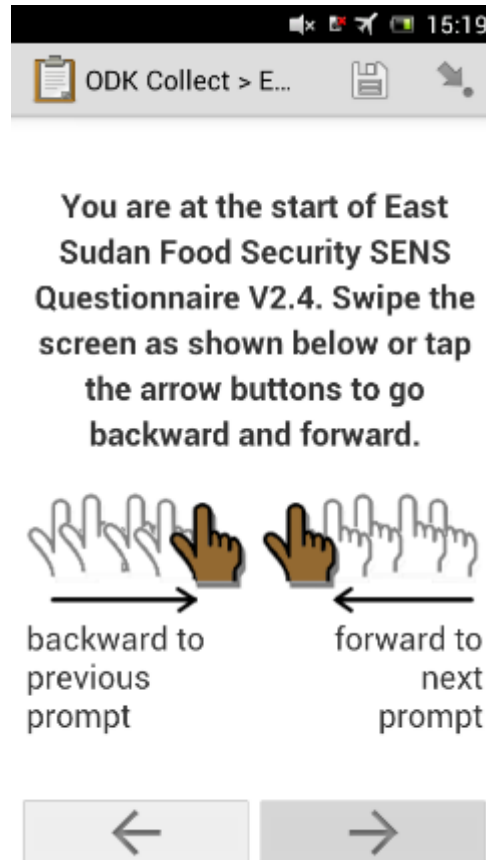 15:19
ODK Collect > E...
You are at the start of East
Sudan Food Security SENS
Questionnaire V2.4. Swipe the
screen as shown below or tap
the arrow buttons to go
backward and forward.
backward to
previous
prompt
forward to
next
prompt